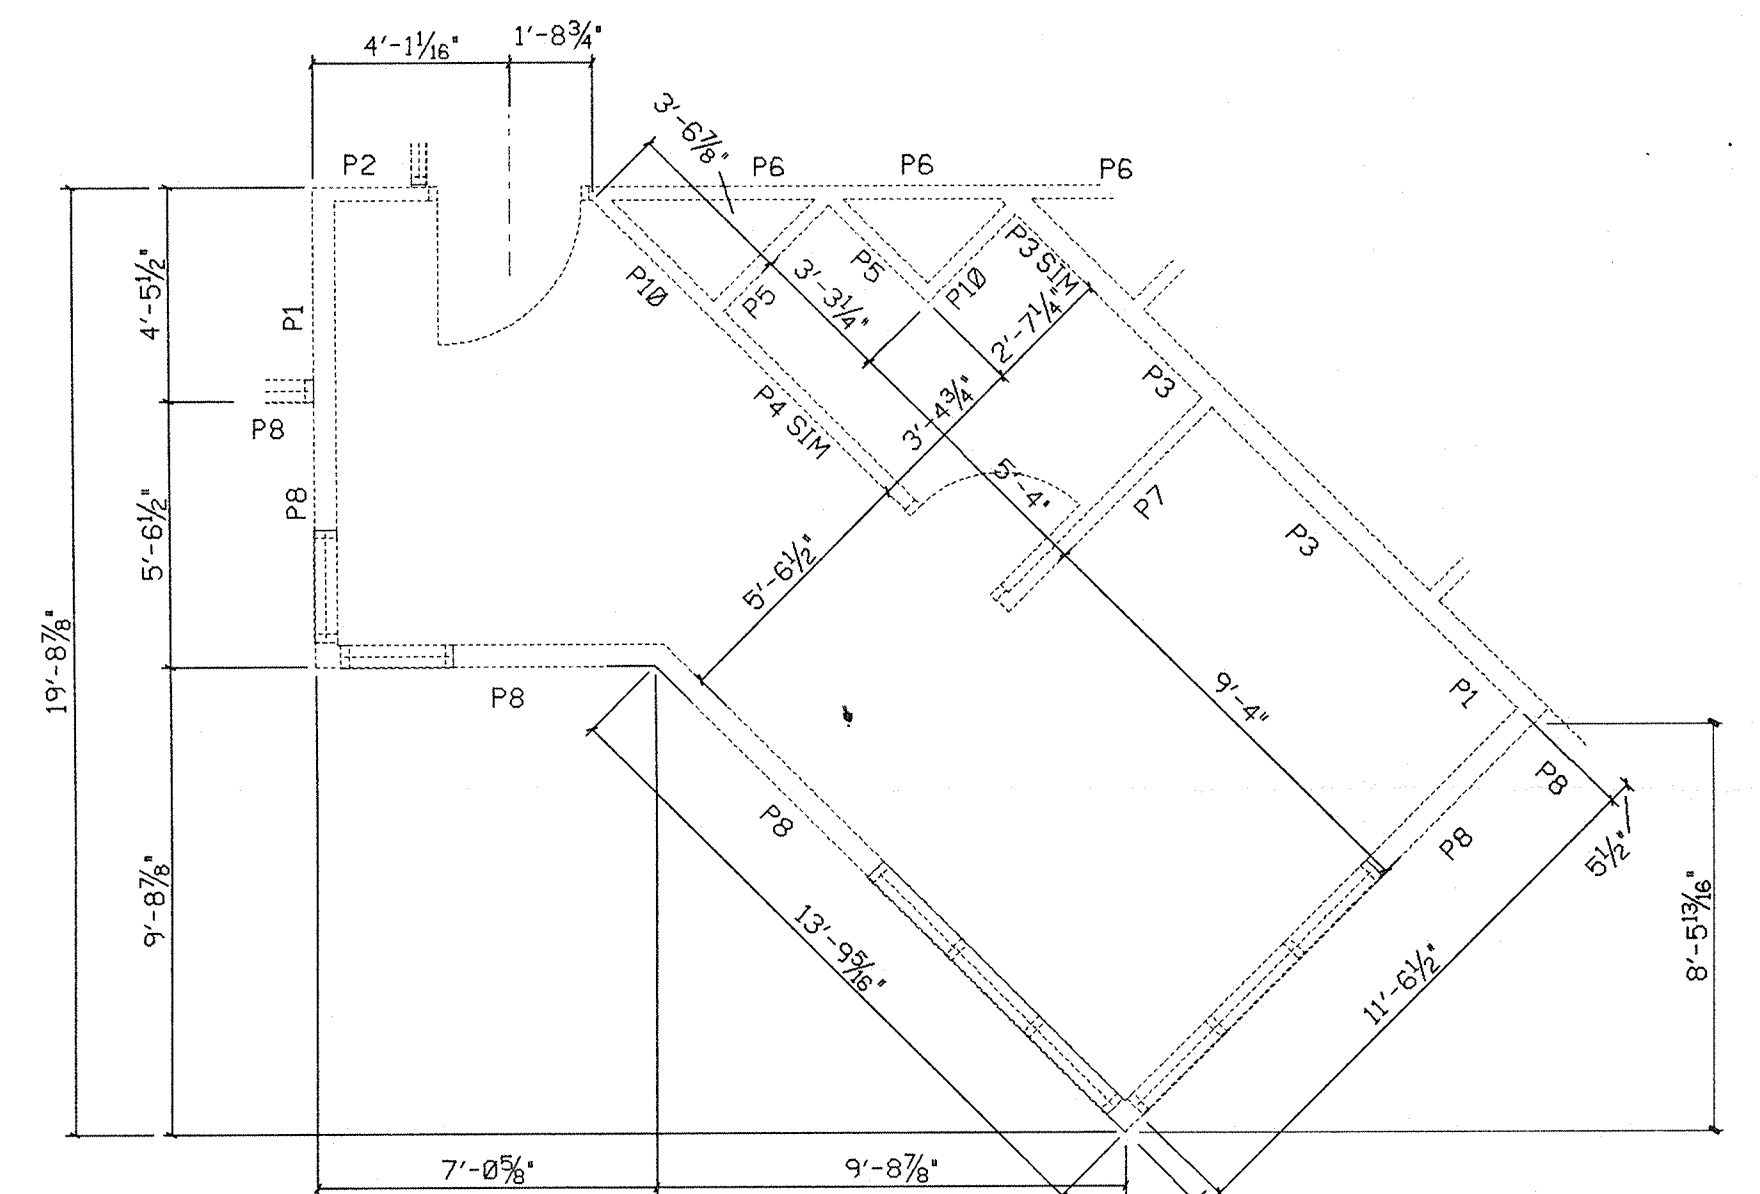 4'-1 1/16"
1'-8 3/4"
3'-6 7/8"
P2
P6
P6
P6
4'-5 1/2"
P1
P10
P5
3'-3 1/4"
P5
P10
P3 SIM
2'-7 1/4"
P8
P4 SIM
3'-4 3/4"
P3
5'-6 1/2"
P8
5'-4"
P7
P3
5'-6 1/2"
19'-8 7/8"
P8
9'-4"
P1
P8
P8
P8
5 1/2"
9'-8 7/8"
13'-9 5/16"
11'-6 1/2"
8'-5 13/16"
7'-0 5/8"
9'-8 7/8"